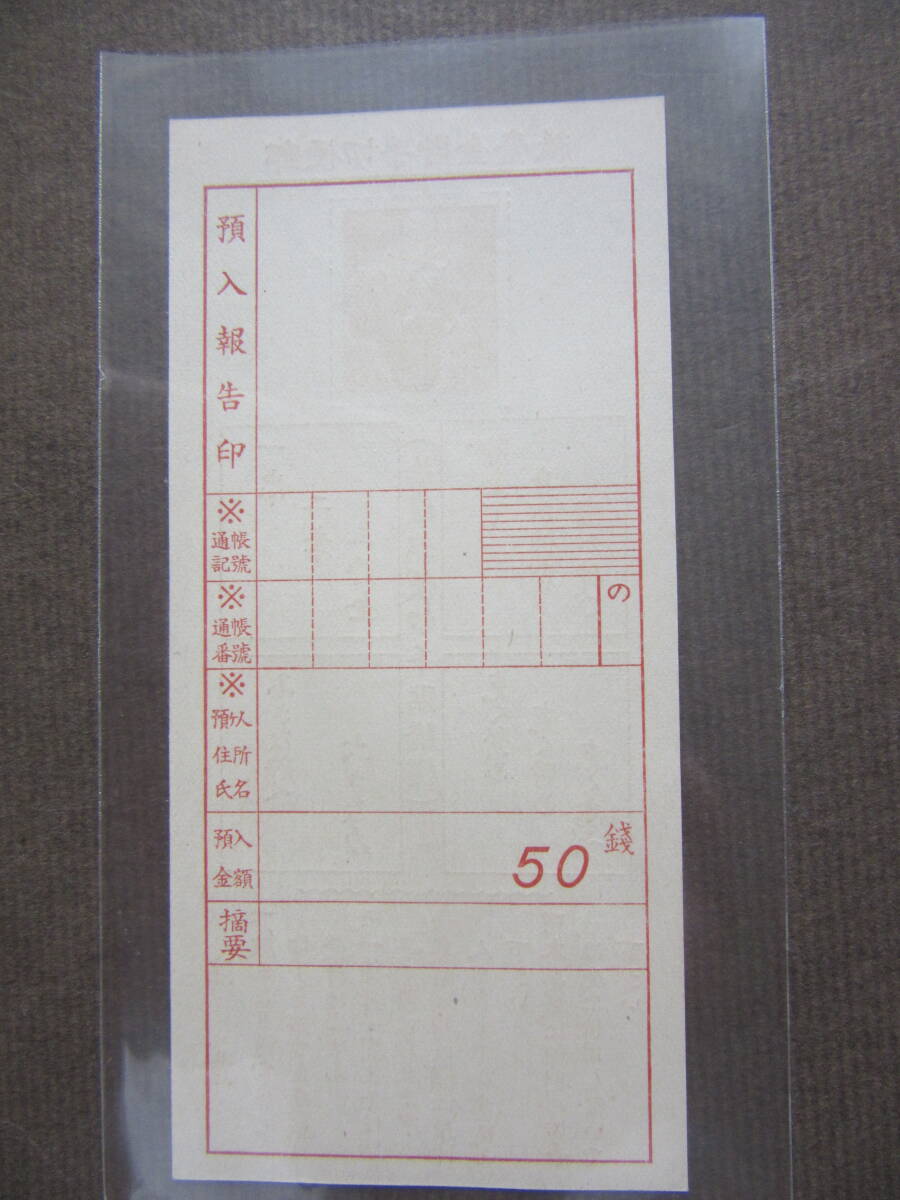 預入報告印
※
通帳
記號
※
通帳
番號
の
※
預ケ人
住所
氏名
預入
金額
50 錢
摘要